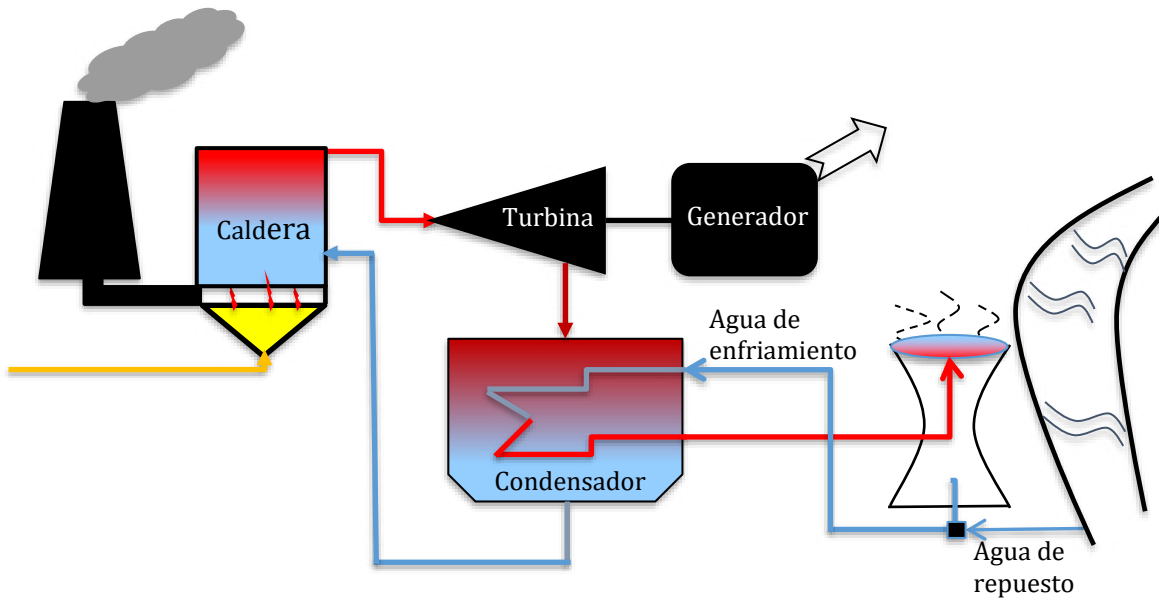 Caldera
Turbina
Generador
Agua de
enfriamiento
Condensador
Agua de
repuesto